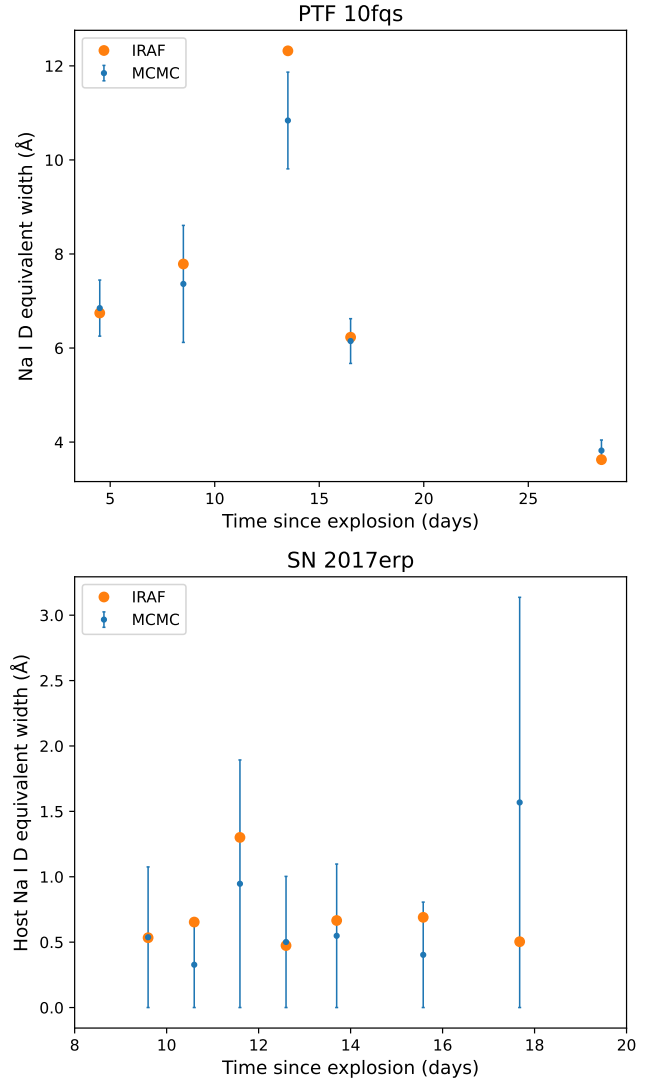 PTF 10fqs
IRAF
MCMC
12
10
8
6
4
Na I D equivalent width (Å)
5
10
15
20
25
Time since explosion (days)
SN 2017erp
IRAF
MCMC
3.0
2.5
2.0
1.5
1.0
0.5
0.0
Host Na I D equivalent width (Å)
8
10
12
14
16
18
20
Time since explosion (days)